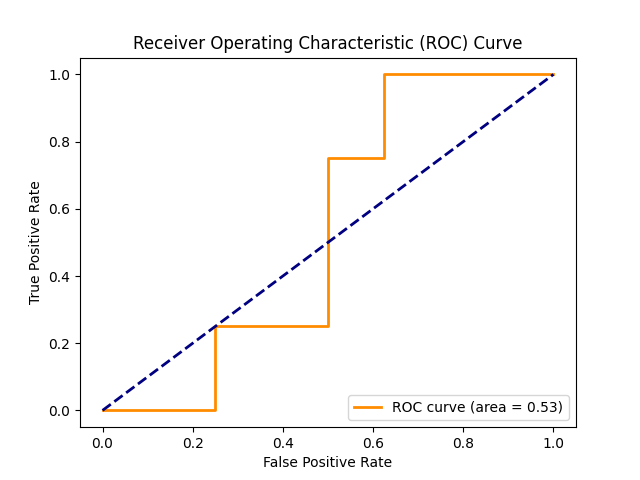 Receiver Operating Characteristic (ROC) Curve
1.0
0.8
0.6
0.4
0.2
0.0
True Positive Rate
ROC curve (area = 0.53)
0.0 0.2 0.4 0.6 0.8 1.0
False Positive Rate